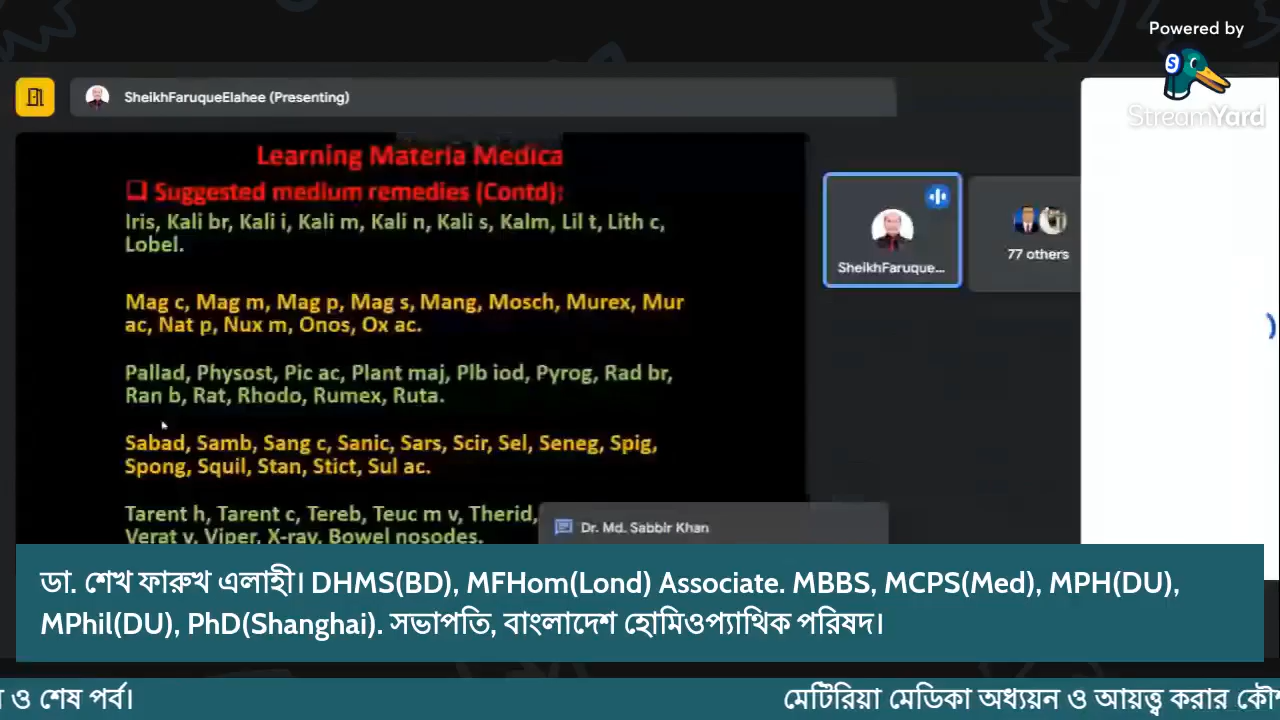 Powered by
StreamYard
SheikhFaruqueElahee (Presenting)
Learning Materia Medica
❑ Suggested medium remedies (Contd):
Iris, Kali br, Kali i, Kali m, Kali n, Kali s, Kalm, Lil t, Lith c,
Lobel.
Mag c, Mag m, Mag p, Mag s, Mang, Mosch, Murex, Mur
ac, Nat p, Nux m, Onos, Ox ac.
Pallad, Physost, Pic ac, Plant maj, Plb iod, Pyrog, Rad br,
Ran b, Rat, Rhodo, Rumex, Ruta.
Sabad, Samb, Sang c, Sanic, Sars, Scir, Sel, Seneg, Spig,
Spong, Squil, Stan, Stict, Sul ac.
Tarent h, Tarent c, Tereb, Teuc m v, Therid,
Verat v, Viper, X-ray, Bowel nosodes.
SheikhFaruque...
77 others
Dr. Md. Sabbir Khan
ডা. শেখ ফারুখ এলাহী। DHMS(BD), MFHom(Lond) Associate. MBBS, MCPS(Med), MPH(DU),
MPhil(DU), PhD(Shanghai). সভাপতি, বাংলাদেশ হোমিওপ্যাথিক পরিষদ।
ও শেষ পর্ব। মেটিরিয়া মেডিকা অধ্যয়ন ও আয়ত্ত্ব করার